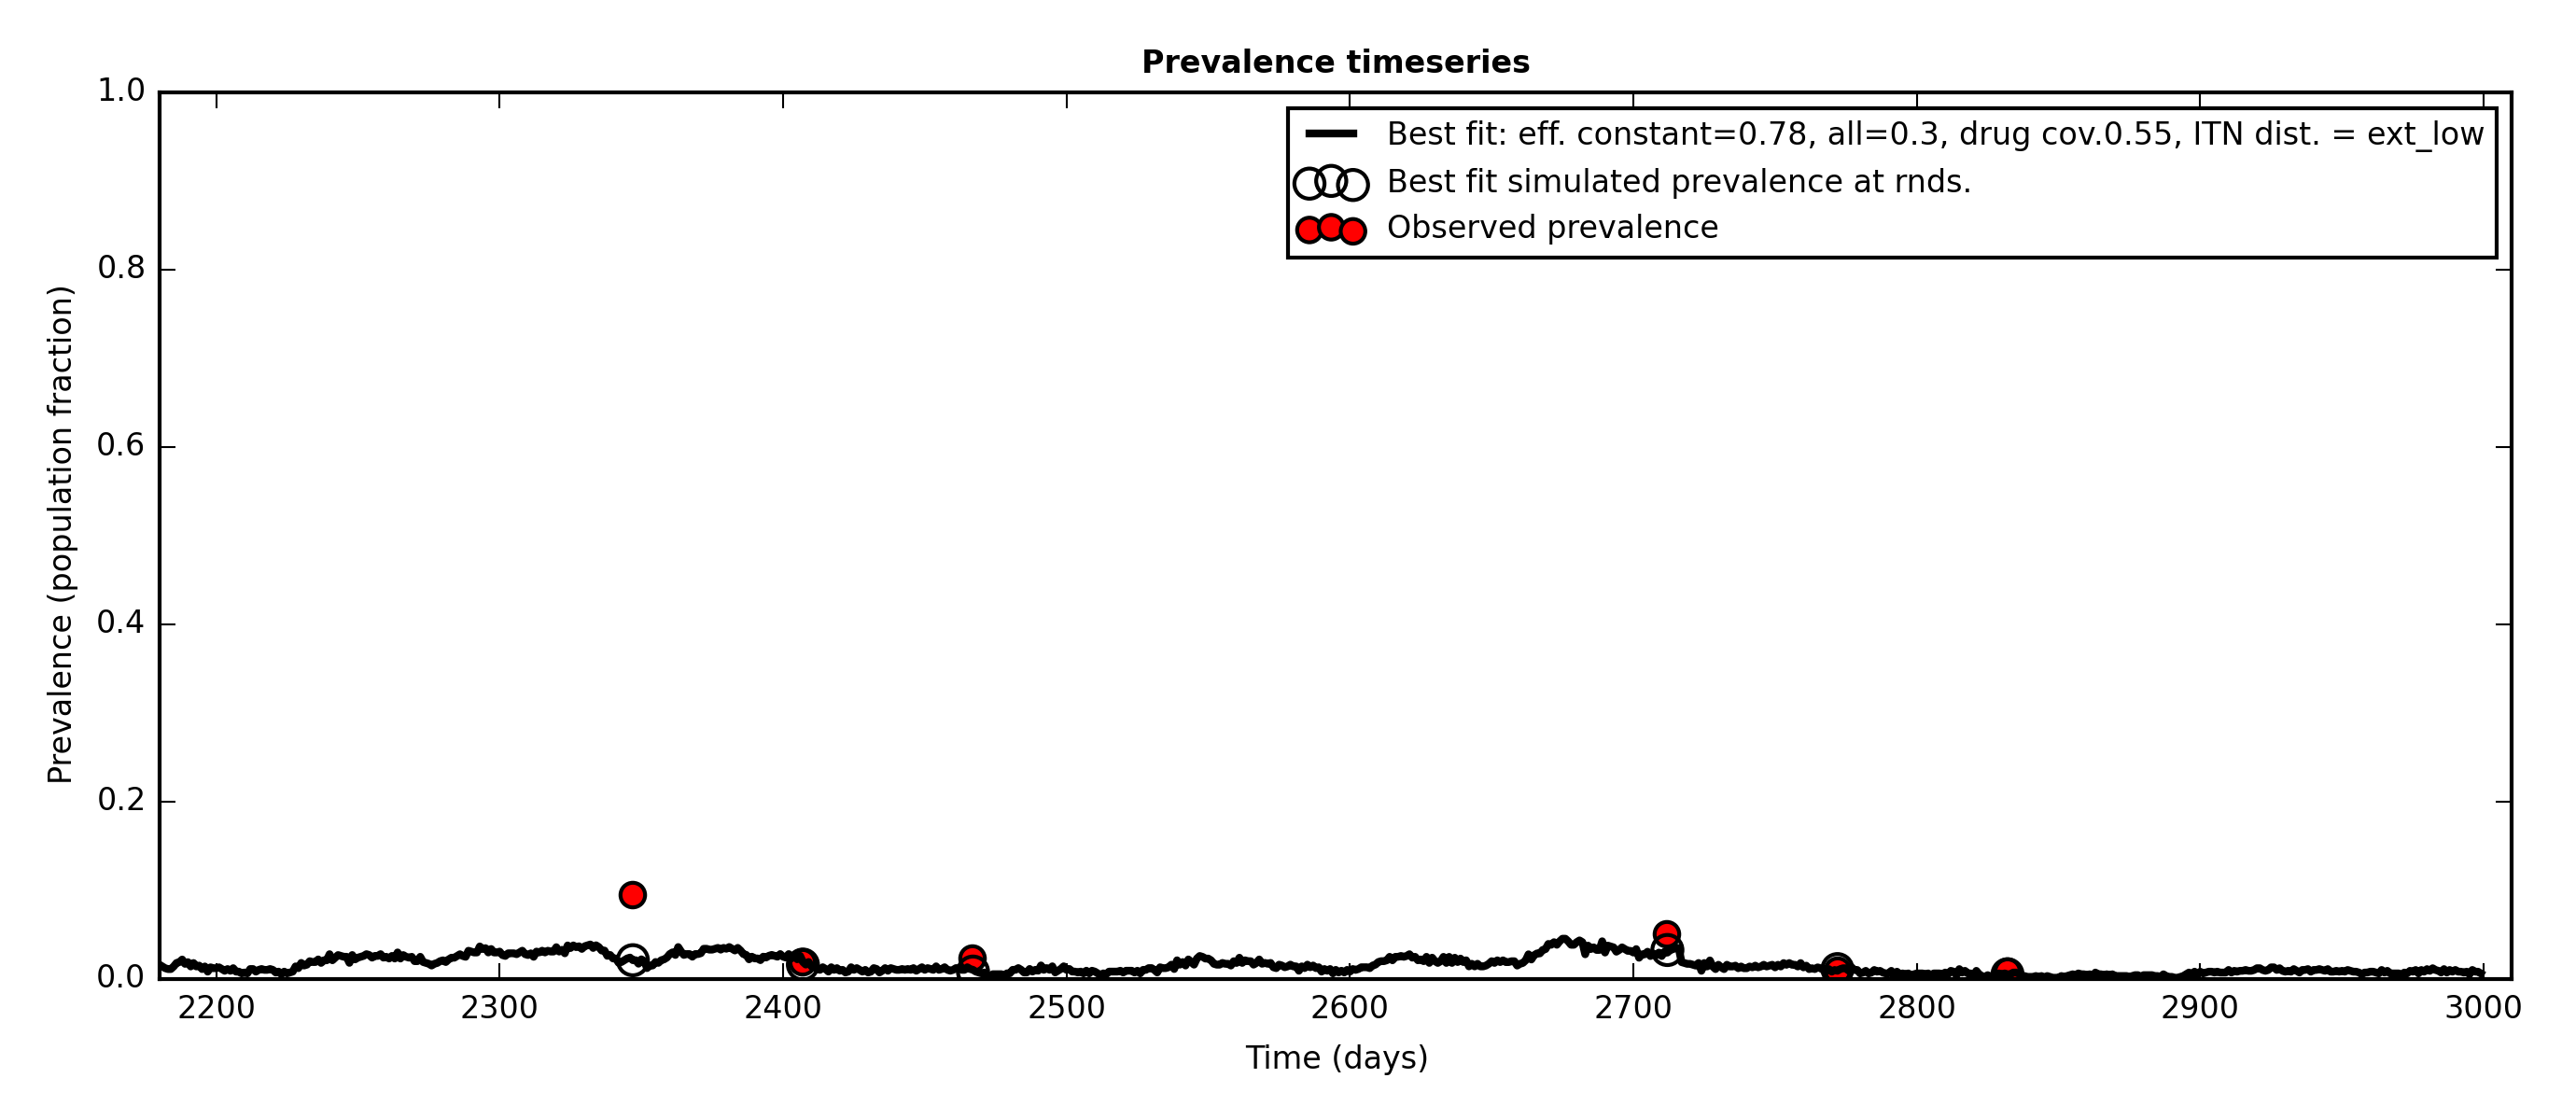 Prevalence timeseries
1.0
0.8
0.6
0.4
0.2
0.0
Prevalence (population fraction)
Best fit: eff. constant=0.78, all=0.3, drug cov.0.55, ITN dist. = ext_low
Best fit simulated prevalence at rnds.
Observed prevalence
2200 2300 2400 2500 2600 2700 2800 2900 3000
Time (days)